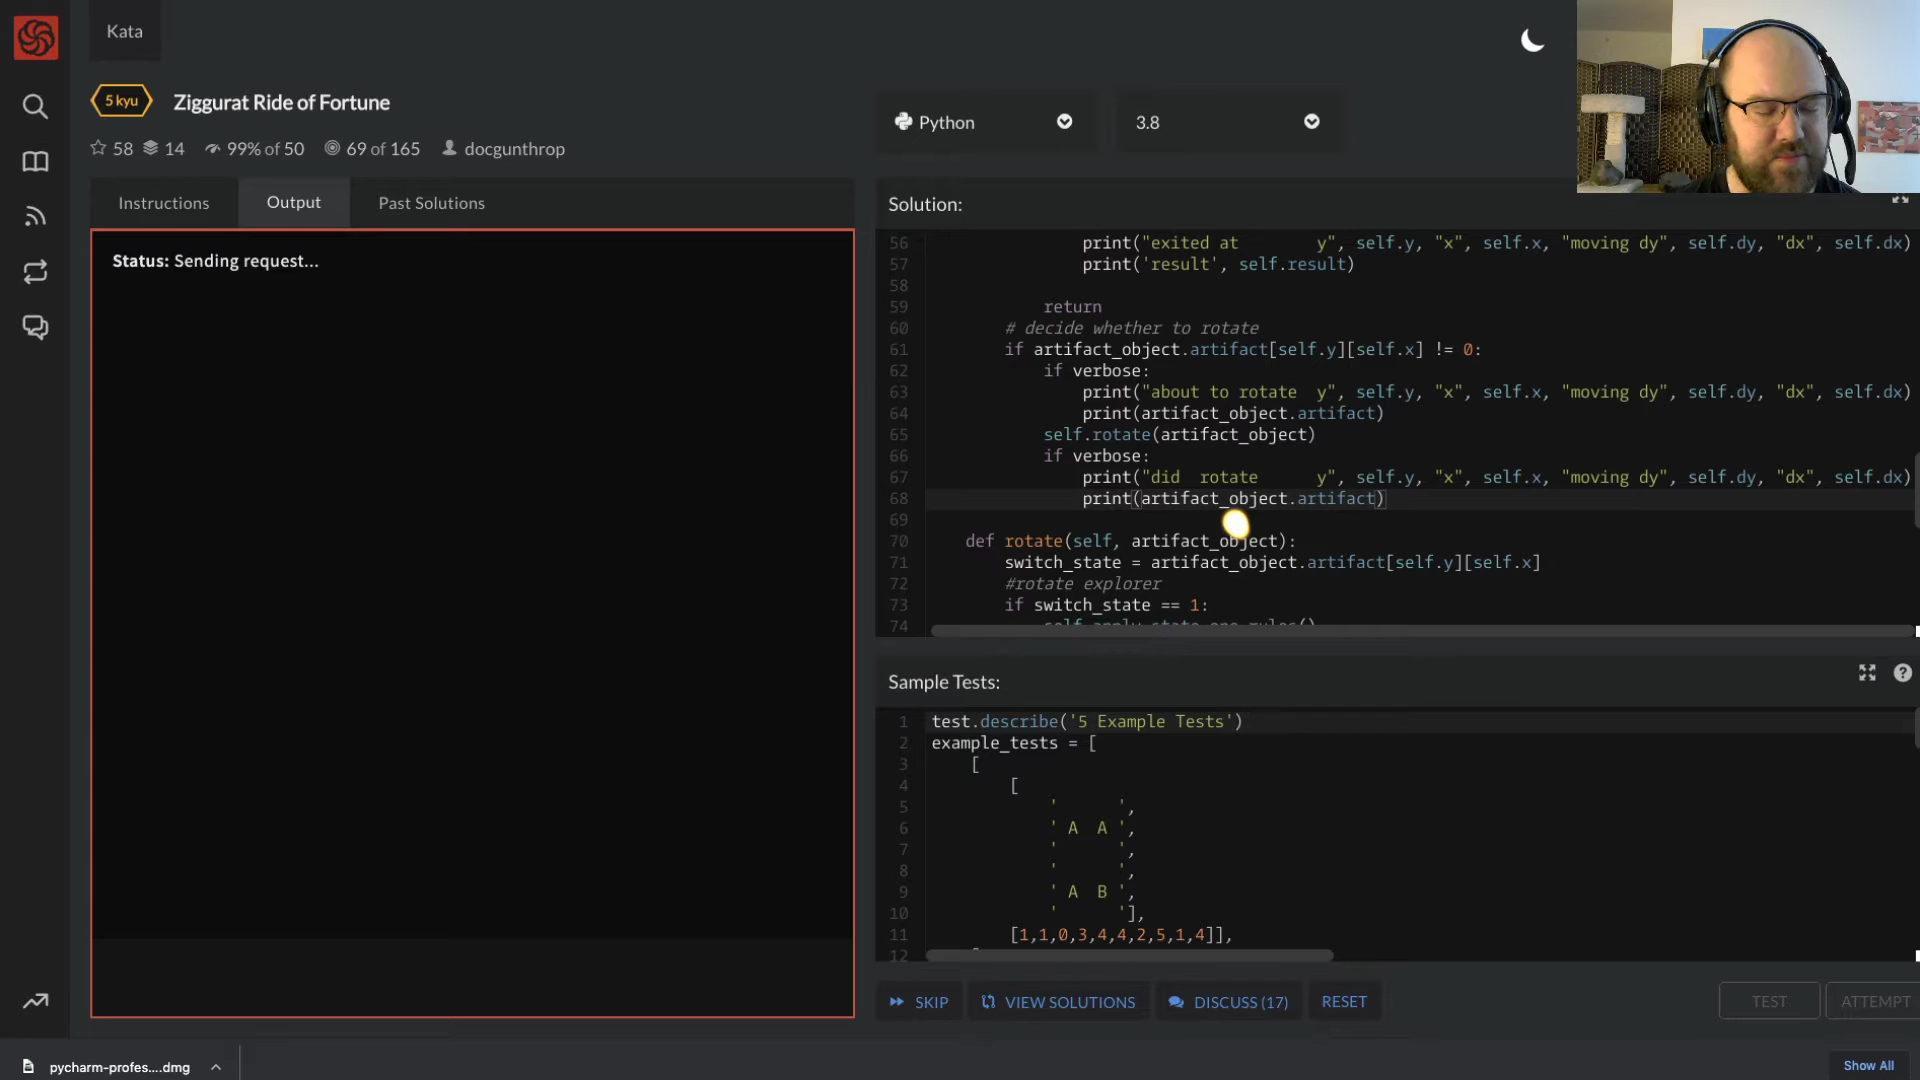 Kata
5 kyu
Ziggurat Ride of Fortune
58 14 99% of 50 69 of 165 docgunthrop
Python
3.8
Instructions
Output
Past Solutions
Status: Sending request...
Solution:
56 print("exited at        y", self.y, "x", self.x, "moving dy", self.dy, "dx", self.dx)
57 print('result', self.result)
58
59 return
60 # decide whether to rotate
61 if artifact_object.artifact[self.y][self.x] != 0:
62 if verbose:
63 print("about to rotate  y", self.y, "x", self.x, "moving dy", self.dy, "dx", self.dx)
64 print(artifact_object.artifact)
65 self.rotate(artifact_object)
66 if verbose:
67 print("did  rotate      y", self.y, "x", self.x, "moving dy", self.dy, "dx", self.dx)
68 print(artifact_object.artifact)
69
70 def rotate(self, artifact_object):
71 switch_state = artifact_object.artifact[self.y][self.x]
72 #rotate explorer
73 if switch_state == 1:
74 self.apply_state_one_rules()
Sample Tests:
1 test.describe('5 Example Tests')
2 example_tests = [
3 [
4 [
5 '      ',
6 ' A  A ',
7 '      ',
8 '      ',
9 ' A  B ',
10 '      '],
11 [1,1,0,3,4,4,2,5,1,4]],
12
SKIP
VIEW SOLUTIONS
DISCUSS (17)
RESET
TEST
ATTEMPT
pycharm-profes....dmg
Show All